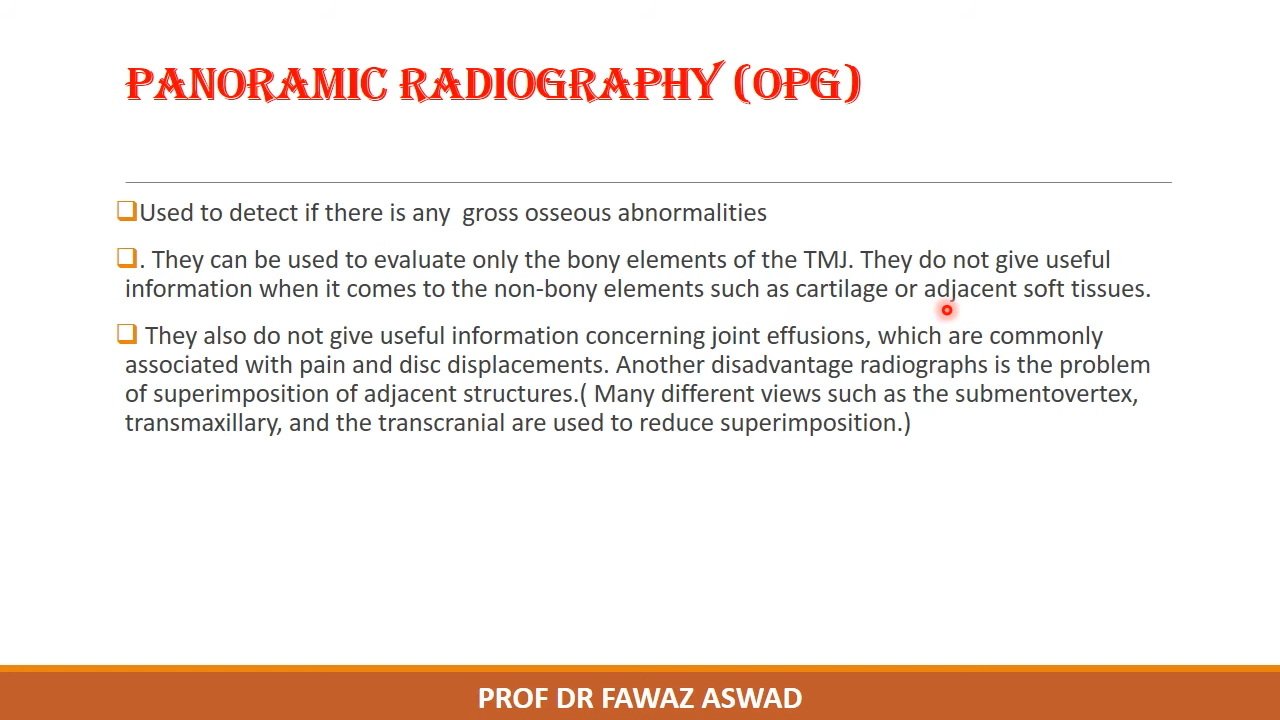 PANORAMIC RADIOGRAPHY (OPG)
Used to detect if there is any  gross osseous abnormalities
. They can be used to evaluate only the bony elements of the TMJ. They do not give useful
information when it comes to the non-bony elements such as cartilage or adjacent soft tissues.
They also do not give useful information concerning joint effusions, which are commonly
associated with pain and disc displacements. Another disadvantage radiographs is the problem
of superimposition of adjacent structures.( Many different views such as the submentovertex,
transmaxillary, and the transcranial are used to reduce superimposition.)
PROF DR FAWAZ ASWAD